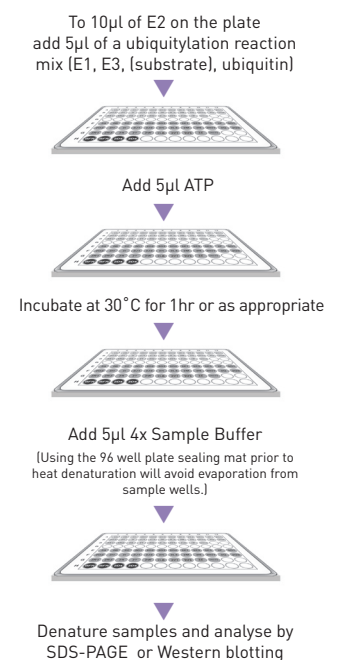 To 10µl of E2 on the plate
add 5µl of a ubiquitylation reaction
mix (E1, E3, (substrate), ubiquitin)
Add 5µl ATP
Incubate at 30˚C for 1hr or as appropriate
Add 5µl 4x Sample Buffer
(Using the 96 well plate sealing mat prior to
heat denaturation will avoid evaporation from
sample wells.)
Denature samples and analyse by
SDS-PAGE or Western blotting